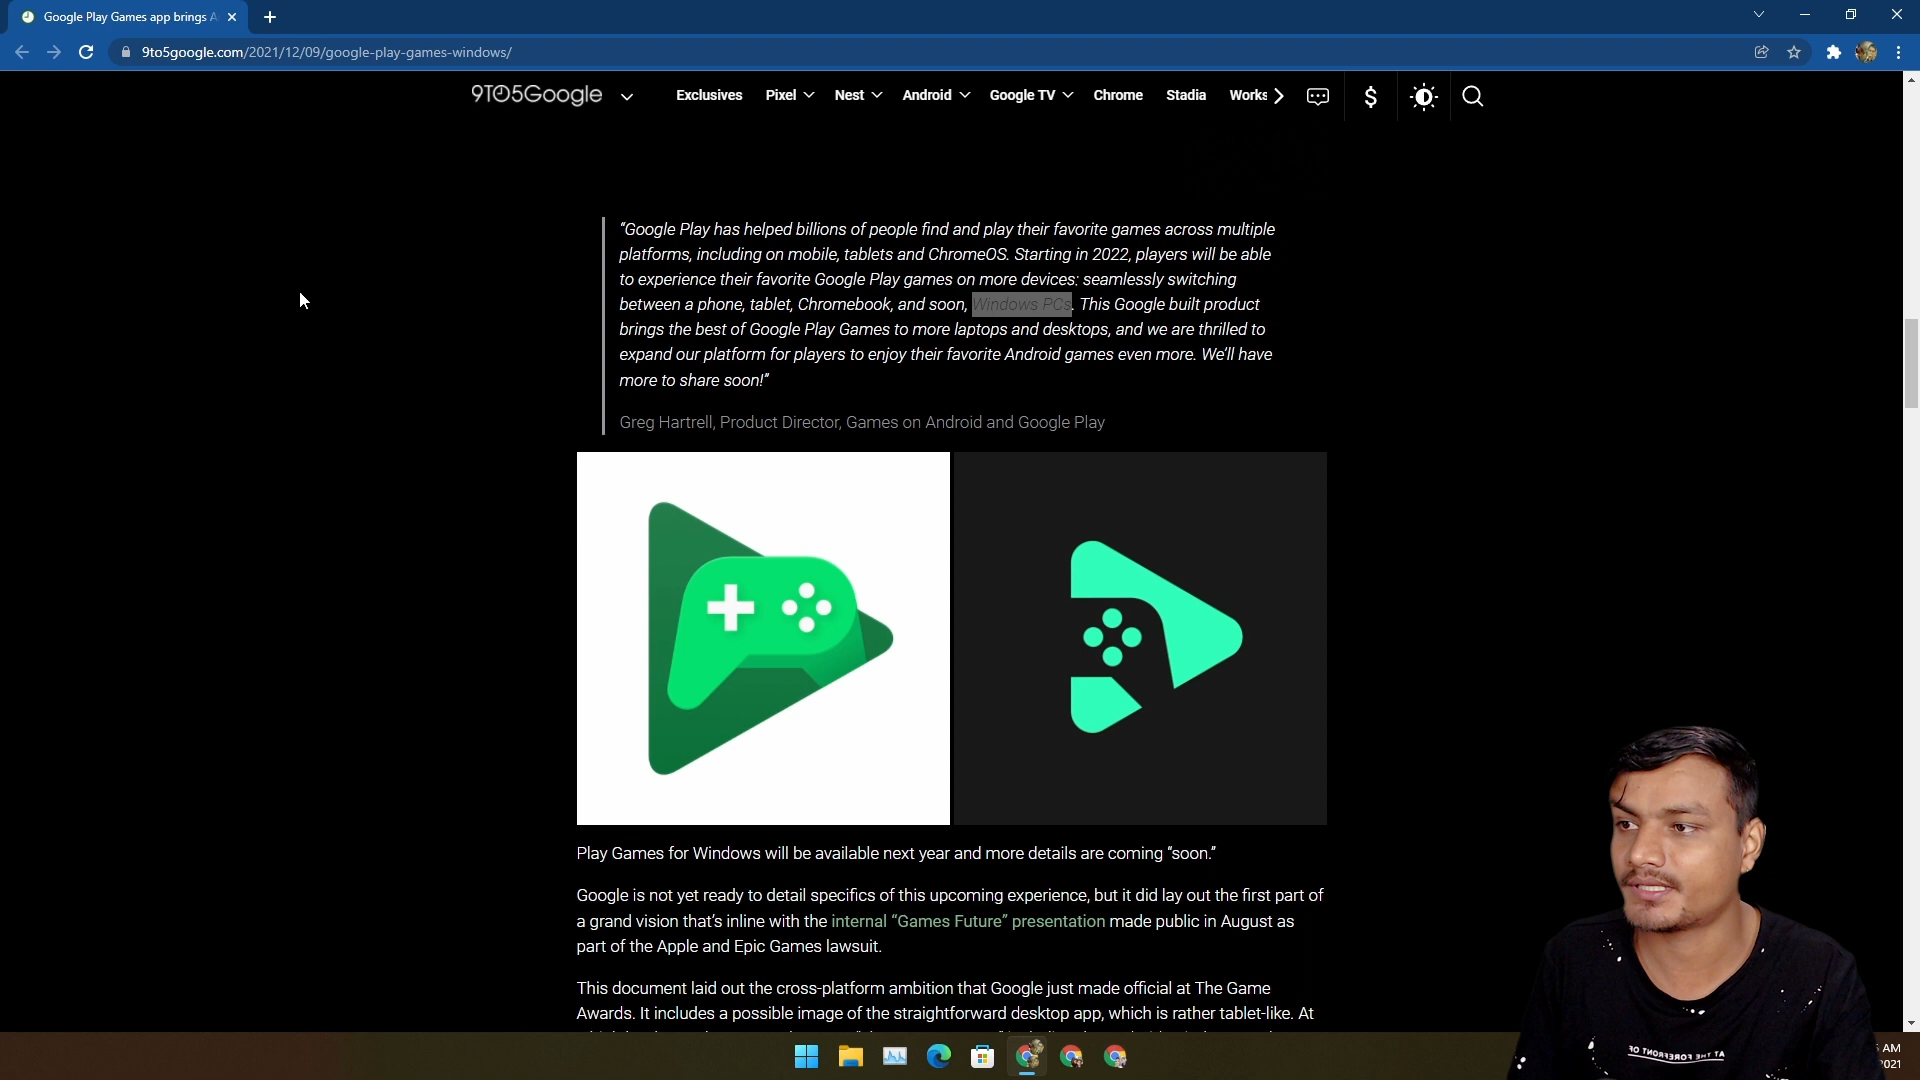 Google Play Games app brings A
9to5google.com/2021/12/09/google-play-games-windows/
9TO5Google Exclusives Pixel Nest Android Google TV Chrome Stadia Works
“Google Play has helped billions of people find and play their favorite games across multiple
platforms, including on mobile, tablets and ChromeOS. Starting in 2022, players will be able
to experience their favorite Google Play games on more devices: seamlessly switching
between a phone, tablet, Chromebook, and soon, Windows PCs. This Google built product
brings the best of Google Play Games to more laptops and desktops, and we are thrilled to
expand our platform for players to enjoy their favorite Android games even more. We’ll have
more to share soon!”
Greg Hartrell, Product Director, Games on Android and Google Play
Play Games for Windows will be available next year and more details are coming “soon.”
Google is not yet ready to detail specifics of this upcoming experience, but it did lay out the first part of
a grand vision that’s inline with the internal “Games Future” presentation made public in August as
part of the Apple and Epic Games lawsuit.
This document laid out the cross-platform ambition that Google just made official at The Game
Awards. It includes a possible image of the straightforward desktop app, which is rather tablet-like. At
AT THE FOREFRONT OF
AM
2021